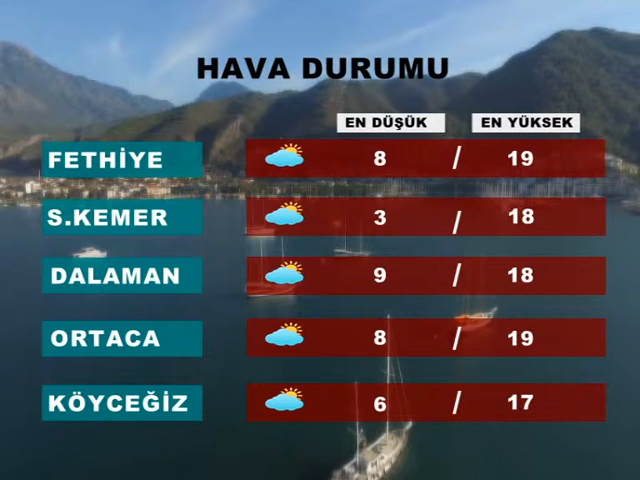 HAVA DURUMU
EN DÜŞÜK EN YÜKSEK
FETHİYE 8 / 19
S.KEMER 3 / 18
DALAMAN 9 / 18
ORTACA 8 / 19
KÖYCEĞİZ 6 / 17